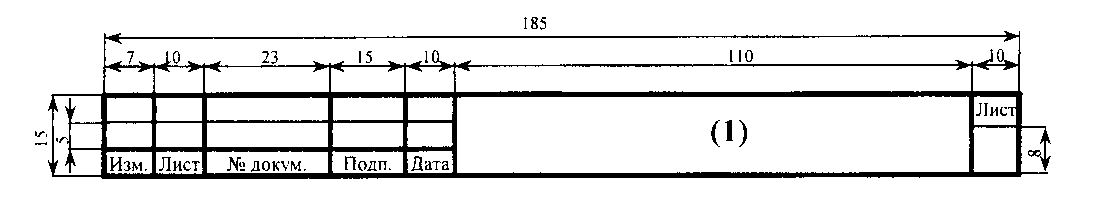 185
7 10 23 15 10 110 10
15 5 (1) Лист
Изм. Лист № докум. Подп. Дата 8